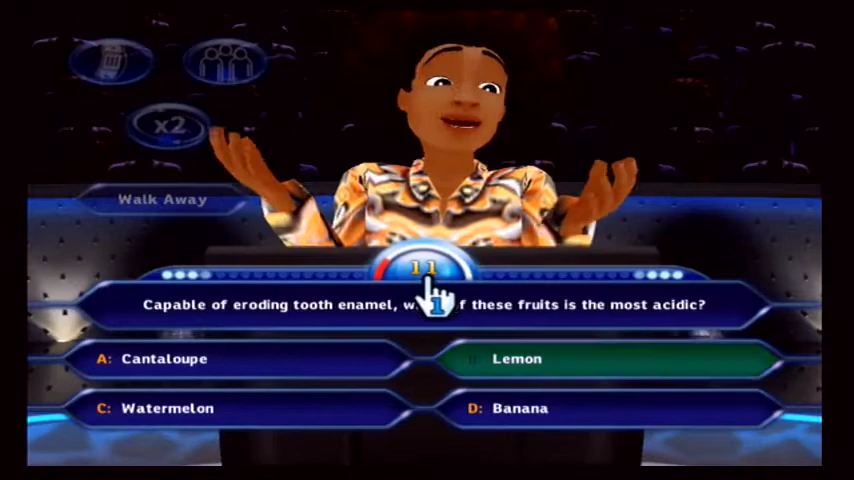 x2
Walk Away
11
1
Capable of eroding tooth enamel, w f these fruits is the most acidic?
A: Cantaloupe
Lemon
C: Watermelon
D: Banana